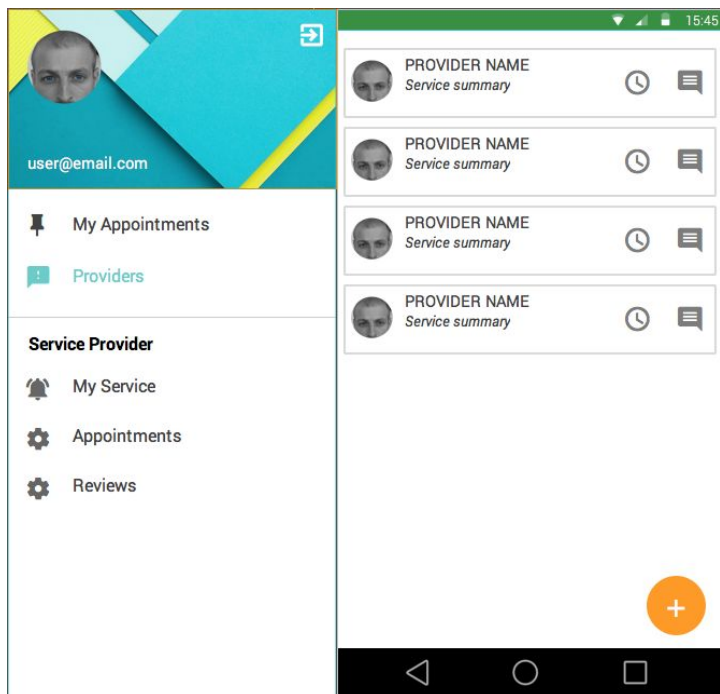 user@email.com
My Appointments
Providers
Service Provider
My Service
Appointments
Reviews
15:45
PROVIDER NAME
Service summary
PROVIDER NAME
Service summary
PROVIDER NAME
Service summary
PROVIDER NAME
Service summary